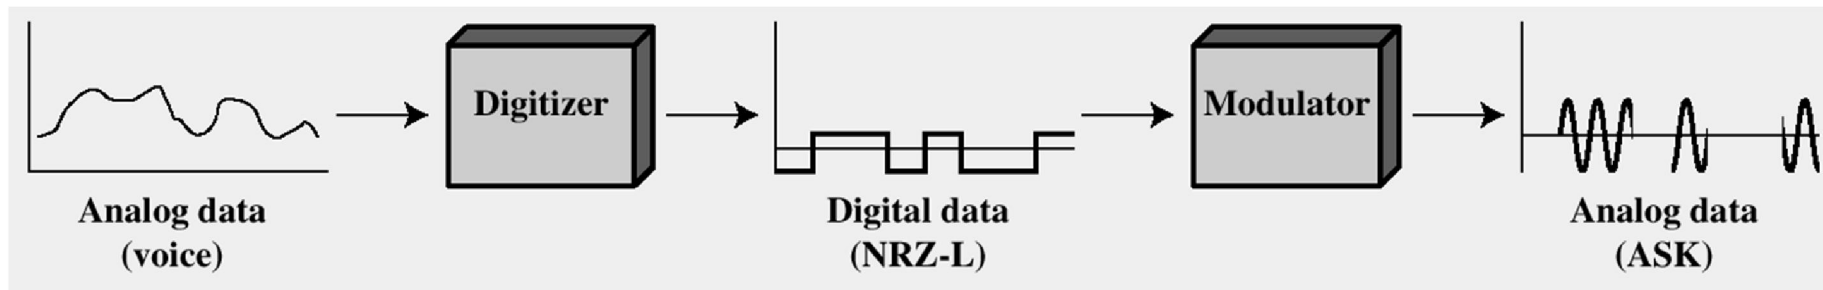 Digitizer
Modulator
Analog data
(voice)
Digital data
(NRZ-L)
Analog data
(ASK)